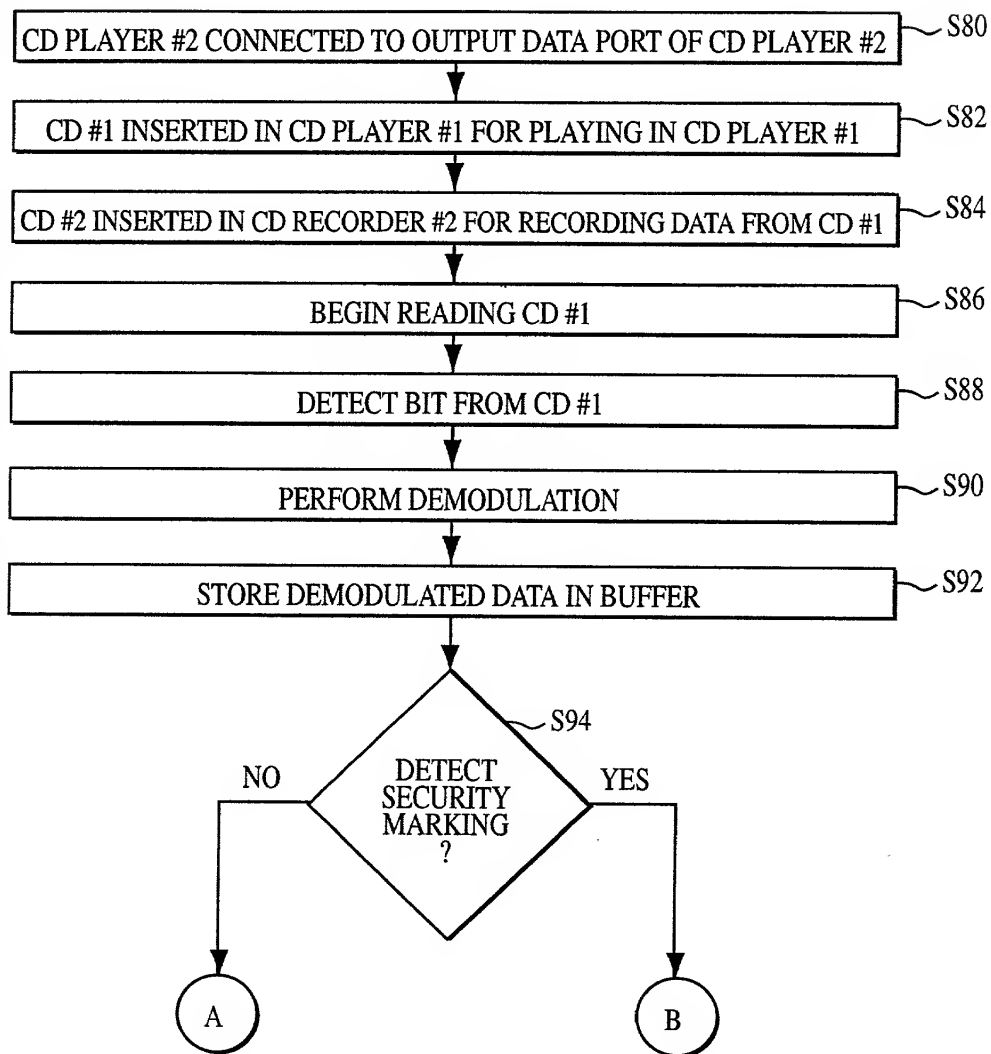 CD PLAYER #2 CONNECTED TO OUTPUT DATA PORT OF CD PLAYER #2
S80
CD #1 INSERTED IN CD PLAYER #1 FOR PLAYING IN CD PLAYER #1
S82
CD #2 INSERTED IN CD RECORDER #2 FOR RECORDING DATA FROM CD #1
S84
BEGIN READING CD #1
S86
DETECT BIT FROM CD #1
S88
PERFORM DEMODULATION
S90
STORE DEMODULATED DATA IN BUFFER
S92
S94
NO
DETECT
SECURITY
MARKING
?
YES
A
B